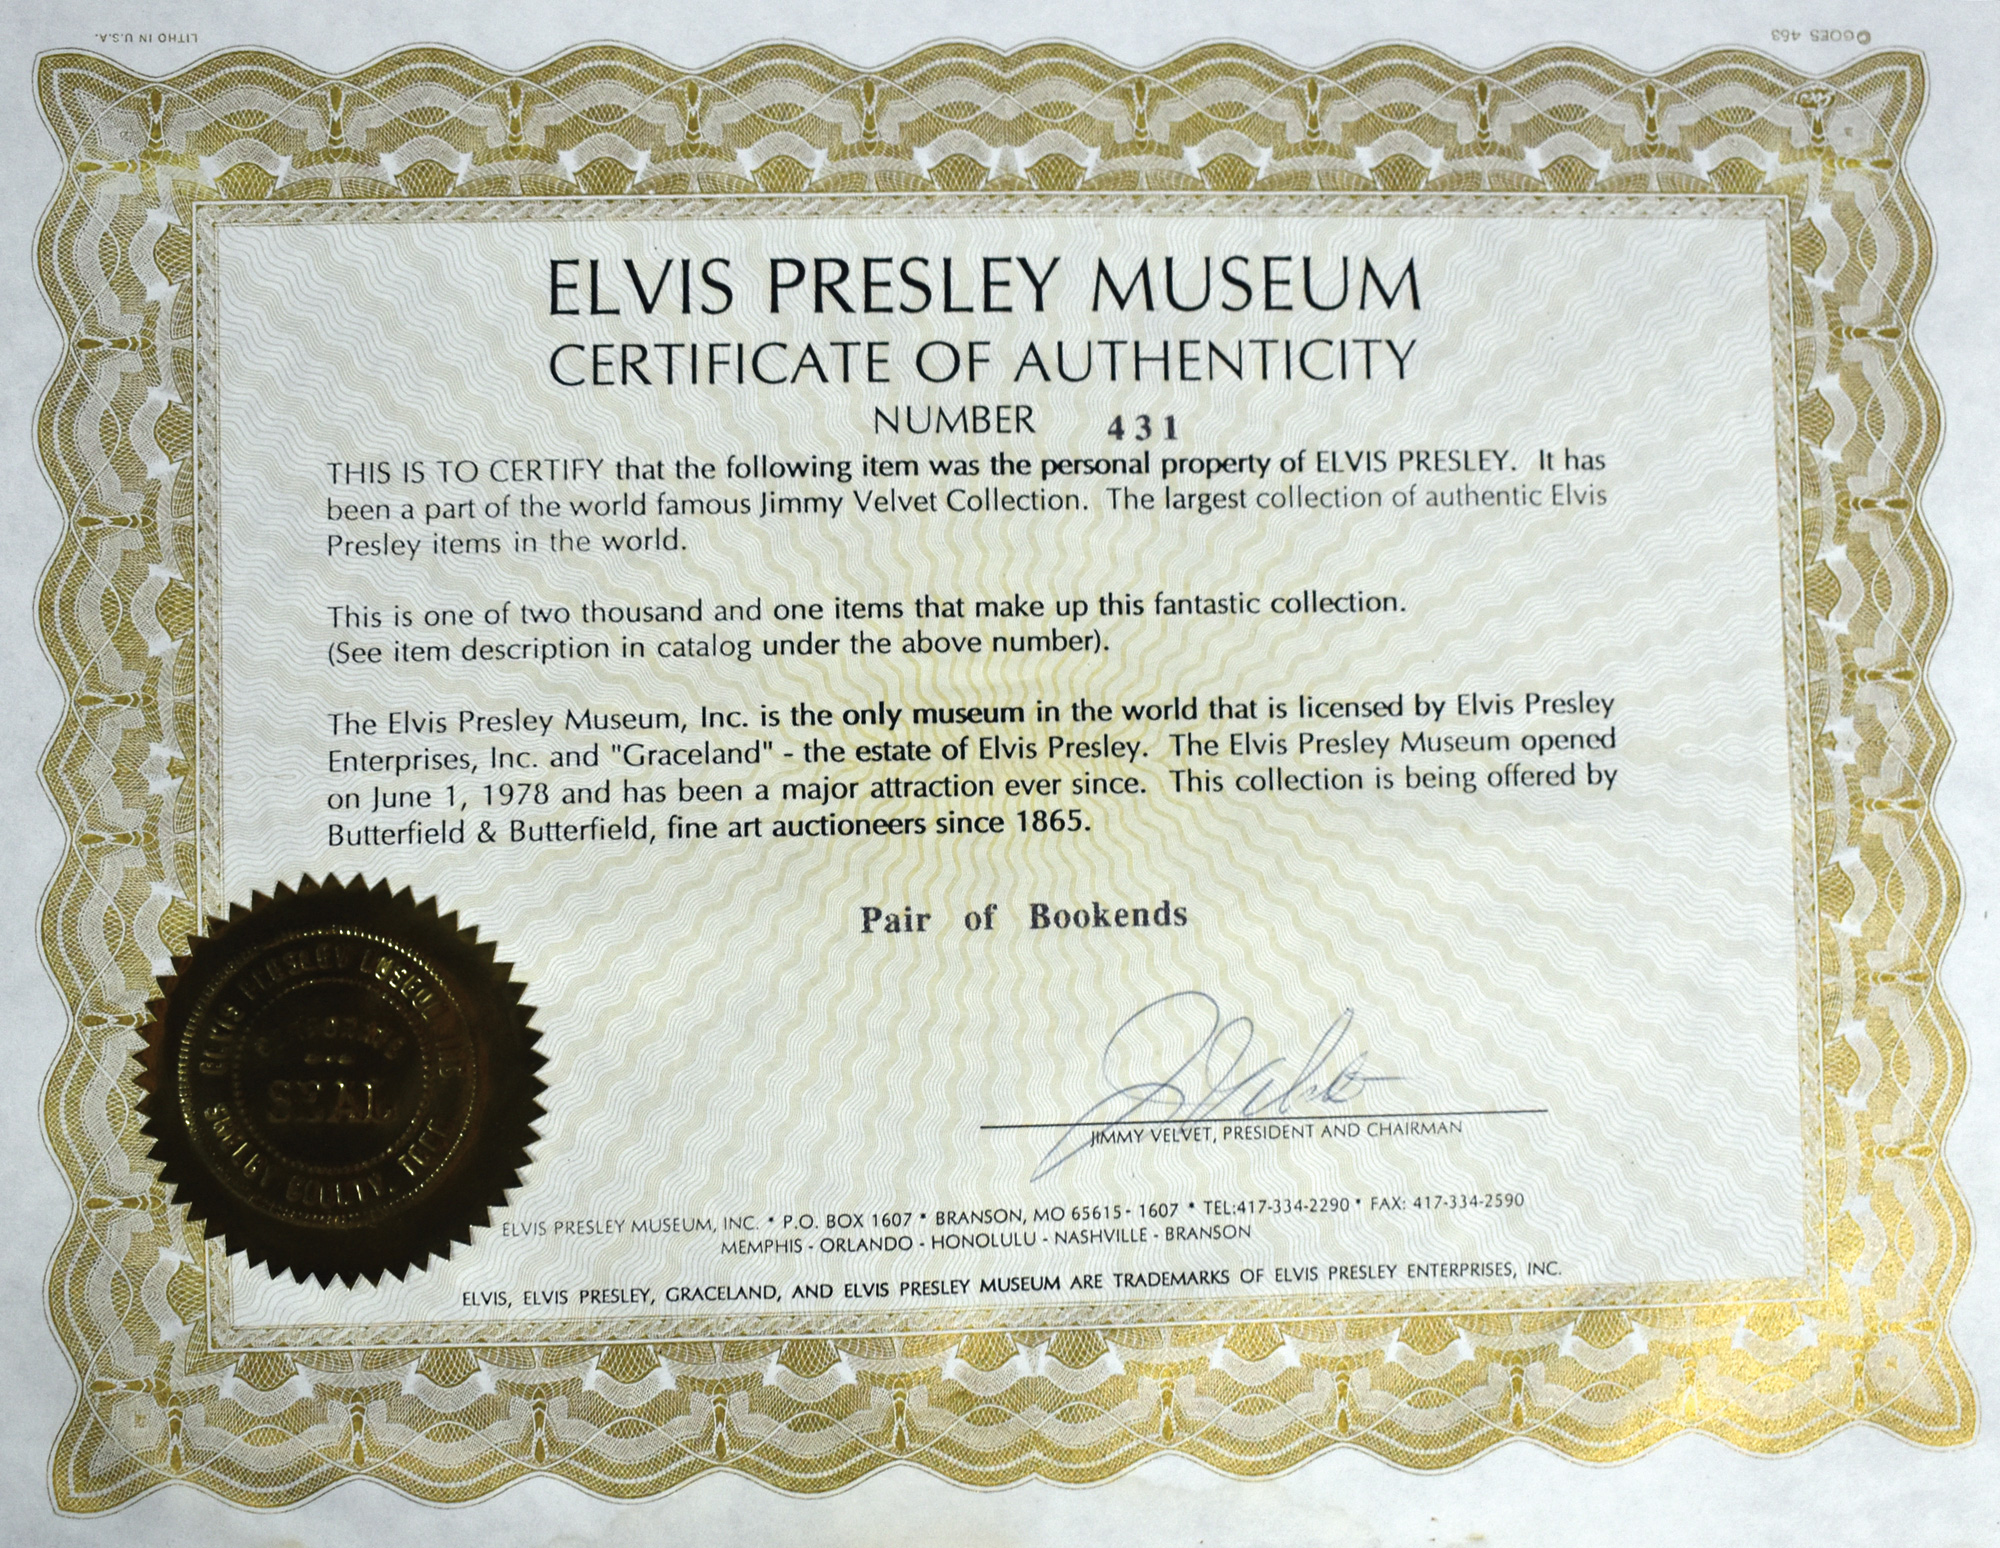 LITHO IN U.S.A.
©GOES 463
ELVIS PRESLEY MUSEUM
CERTIFICATE OF AUTHENTICITY
NUMBER 431
THIS IS TO CERTIFY that the following item was the personal property of ELVIS PRESLEY. It has
been a part of the world famous Jimmy Velvet Collection. The largest collection of authentic Elvis
Presley items in the world.
This is one of two thousand and one items that make up this fantastic collection.
(See item description in catalog under the above number).
The Elvis Presley Museum, Inc. is the only museum in the world that is licensed by Elvis Presley
Enterprises, Inc. and "Graceland" - the estate of Elvis Presley. The Elvis Presley Museum opened
on June 1, 1978 and has been a major attraction ever since. This collection is being offered by
Butterfield & Butterfield, fine art auctioneers since 1865.
Pair of Bookends
ELVIS PRESLEY MUSEUM
SEAL
JIMMY VELVET, PRESIDENT AND CHAIRMAN
ELVIS PRESLEY MUSEUM, INC. * P.O. BOX 1607 * BRANSON, MO 65615- 1607 * TEL:417-334-2290 * FAX: 417-334-2590
MEMPHIS - ORLANDO - HONOLULU - NASHVILLE - BRANSON
ELVIS, ELVIS PRESLEY, GRACELAND, AND ELVIS PRESLEY MUSEUM ARE TRADEMARKS OF ELVIS PRESLEY ENTERPRISES, INC.